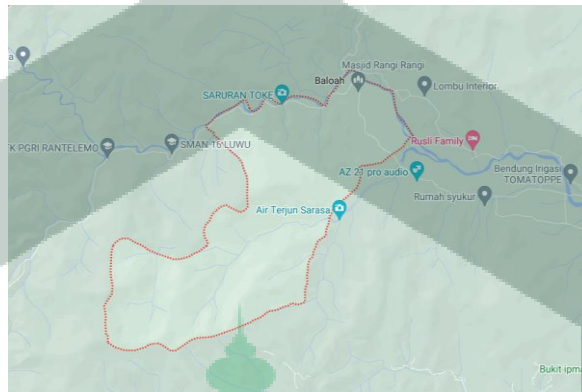 Masjid Rangi Rangi
Baloah
Lombu Interior
SARURAN TOKE
Rusli Family
SMAN 16 LUWU
K PGRI RANTELEMO
AZ 21 pro audio
Bendung Irigasi
TOMATOPPE
Rumah syukur
Air Terjun Sarasa
Bukit ipm